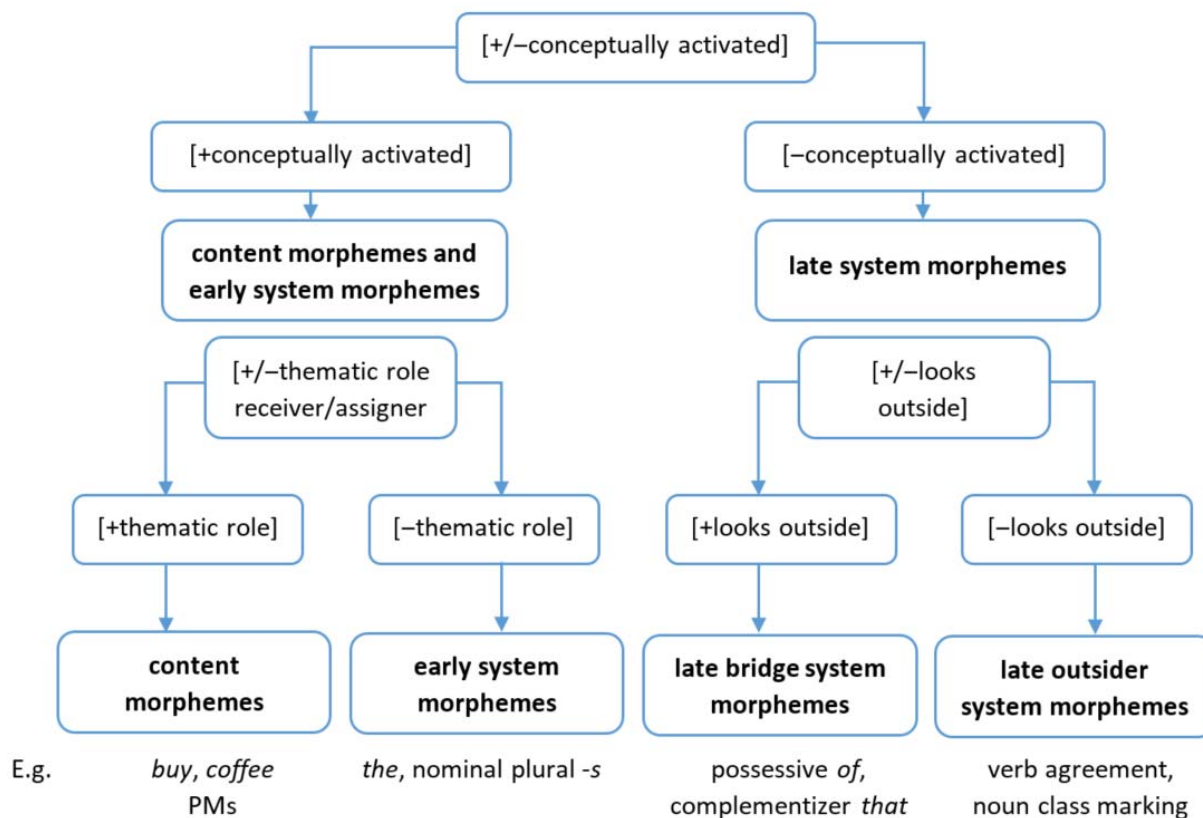 [+/–conceptually activated]
[+conceptually activated]
[–conceptually activated]
content morphemes and
early system morphemes
late system morphemes
[+/–thematic role
receiver/assigner
[+/–looks
outside]
[+thematic role]
[–thematic role]
[+looks outside]
[–looks outside]
content
morphemes
early system
morphemes
late bridge system
morphemes
late outsider
system morphemes
E.g.
buy, coffee
PMs
the, nominal plural -s
possessive of,
complementizer that
verb agreement,
noun class marking